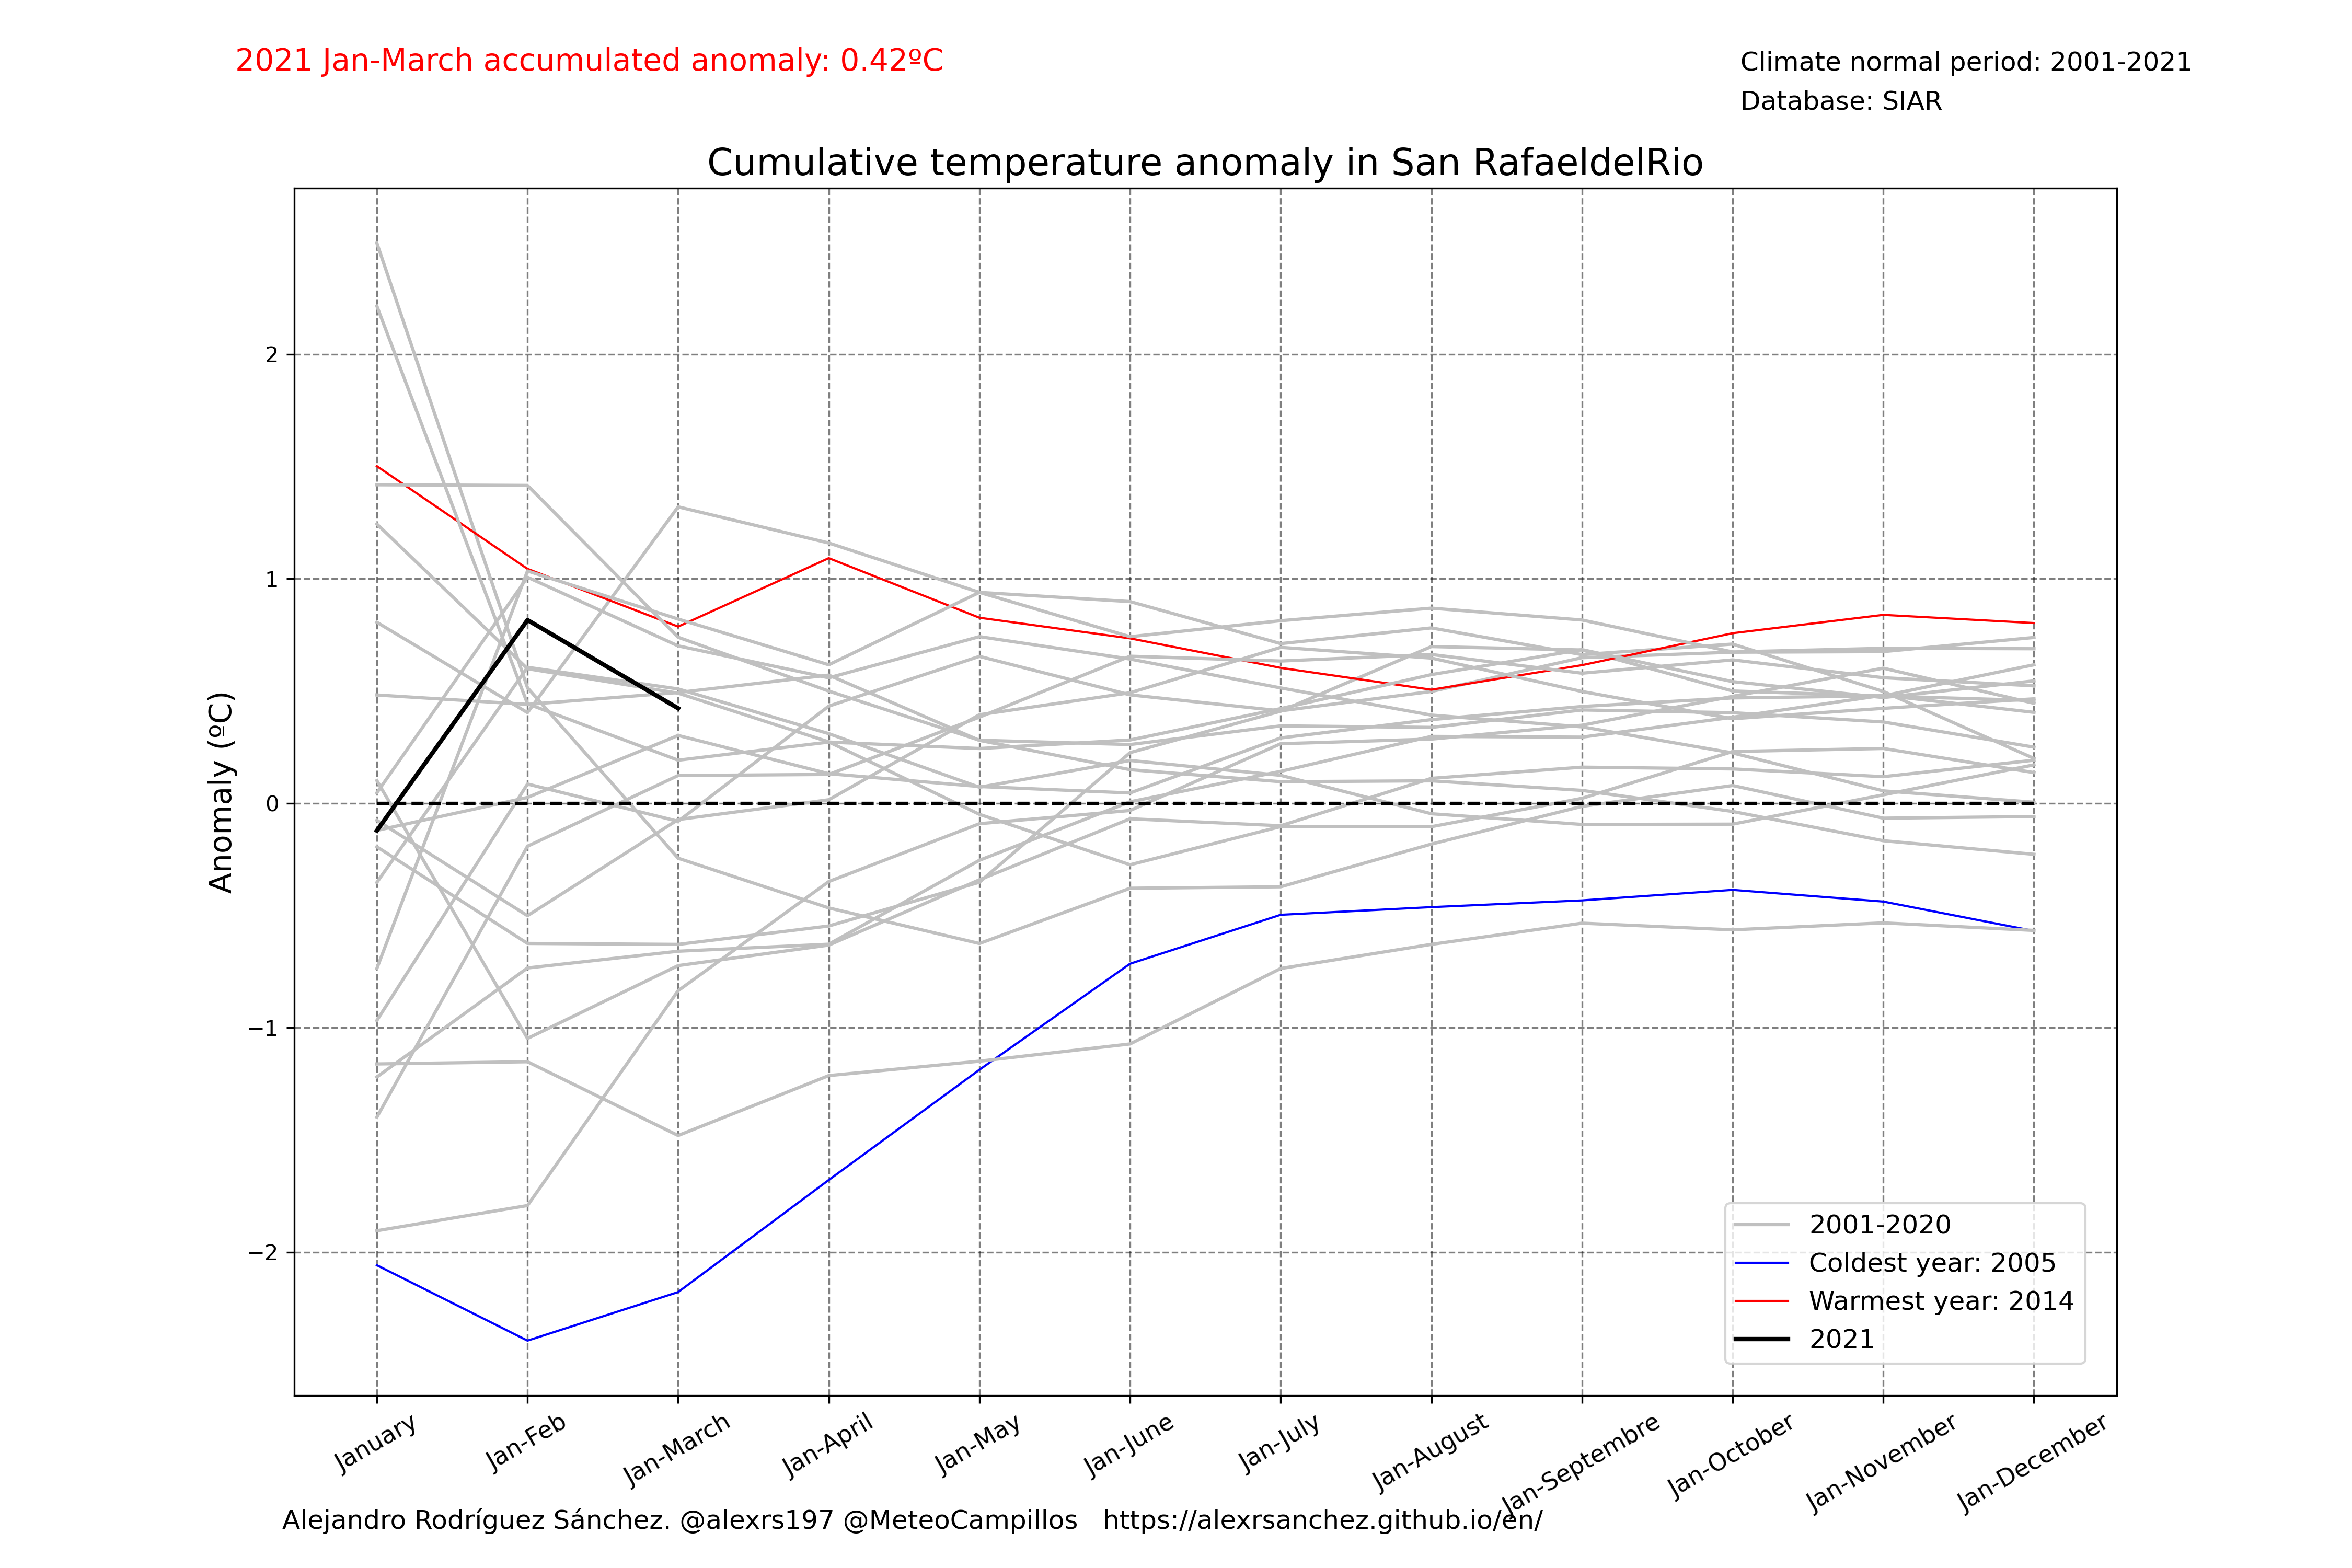 2021 Jan-March accumulated anomaly: 0.42ºC
Climate normal period: 2001-2021
Database: SIAR
Cumulative temperature anomaly in San RafaeldelRio
Anomaly (ºC)
2
1
0
−1
−2
2001-2020
Coldest year: 2005
Warmest year: 2014
2021
January
Jan-Feb
Jan-March
Jan-April
Jan-May
Jan-June
Jan-July
Jan-August
Jan-Septembre
Jan-October
Jan-November
Jan-December
Alejandro Rodríguez Sánchez. @alexrs197 @MeteoCampillos https://alexrsanchez.github.io/en/